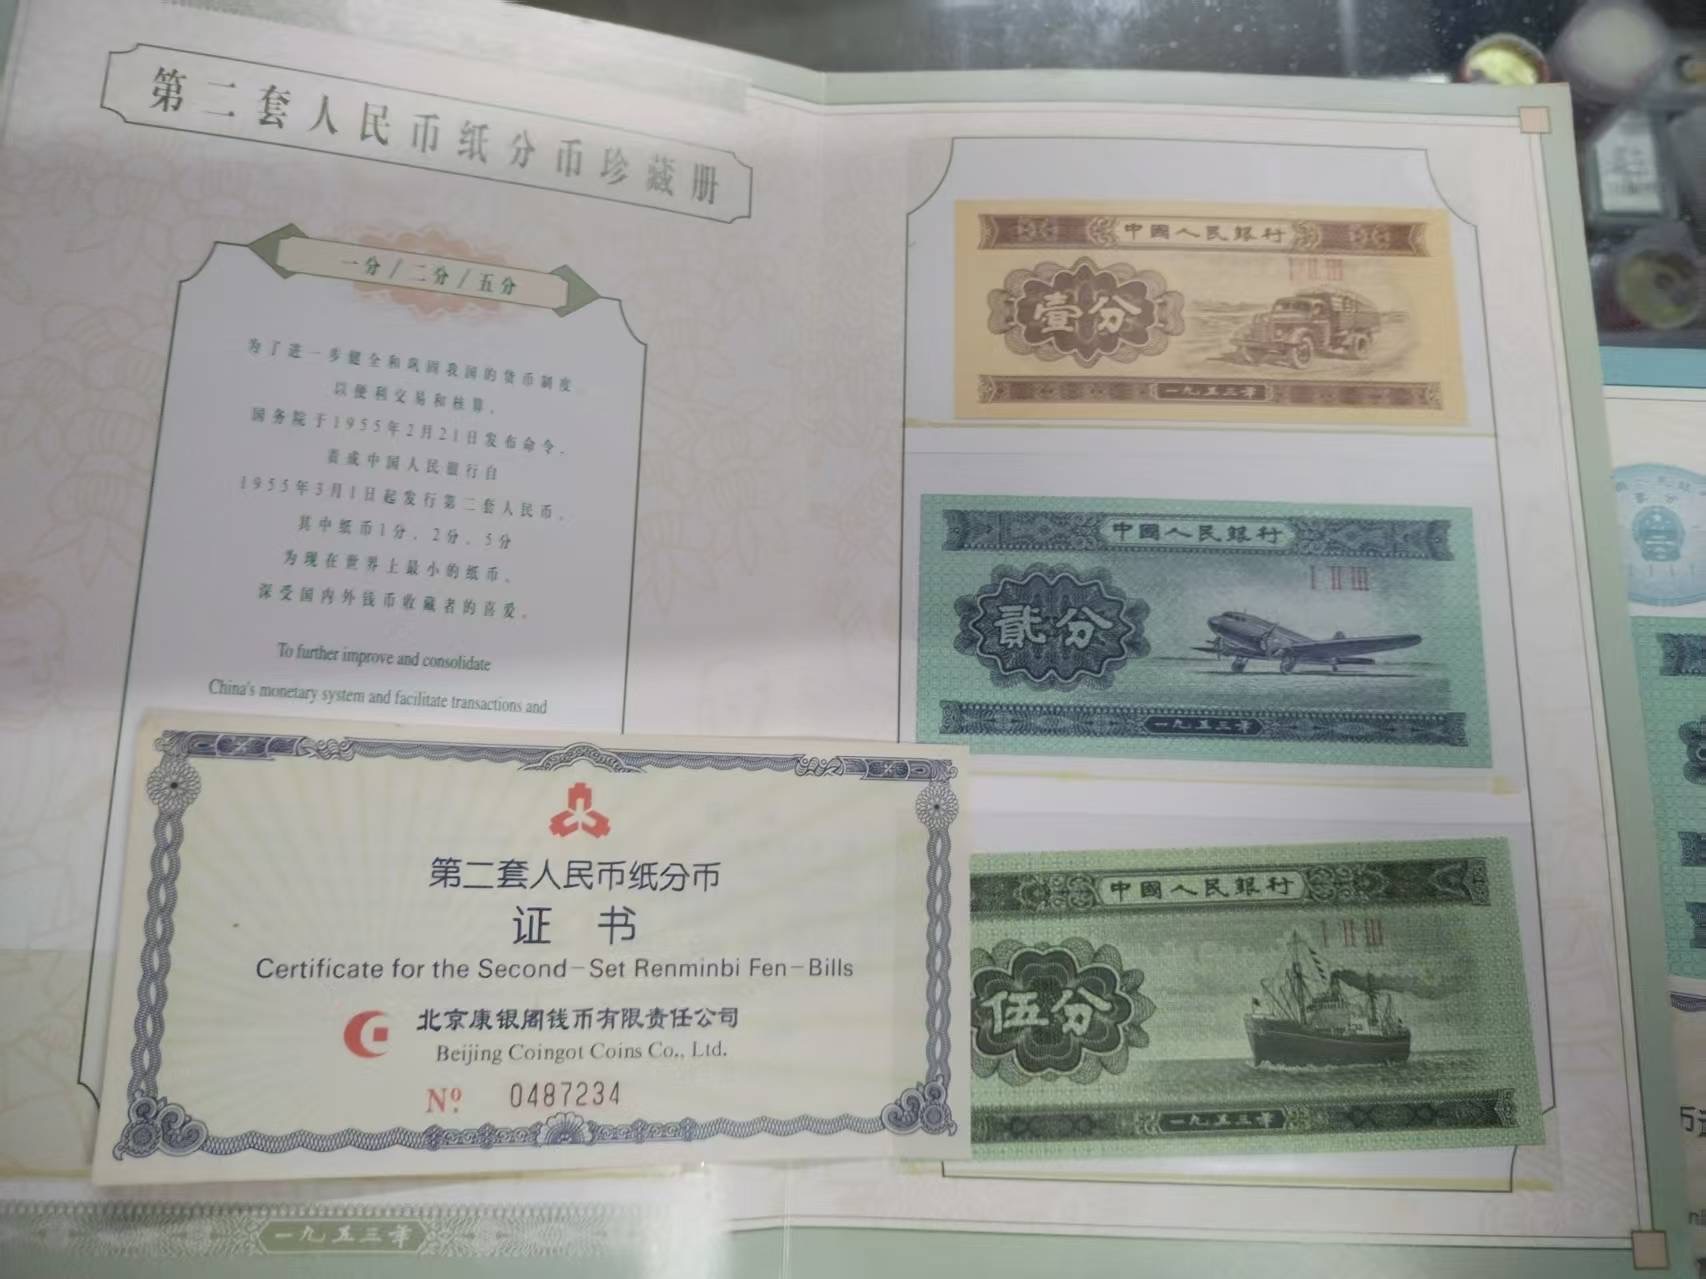 第二套人民币纸分币珍藏册
一分/二分/五分
为了进一步健全和巩固我国的货币制度,
以便利交易和核算,
国务院于1955年2月21日发布命令,
责成中国人民银行自
1955年3月1日起发行第二套人民币,
其中纸币1分、2分、5分
为现在世界上最小的纸币,
深受国内外钱币收藏者的喜爱。
To further improve and consolidate
China's monetary system and facilitate transactions and
第二套人民币纸分币
证 书
Certificate for the Second-Set Renminbi Fen-Bills
北京康银阁钱币有限责任公司
Beijing Coingot Coins Co., Ltd.
Nº 0487234
一九五三年
中國人民銀行
I II III
壹分
一九五三年
中國人民銀行
I II III
貳分
一九五三年
中國人民銀行
I II III
伍分
一九五三年